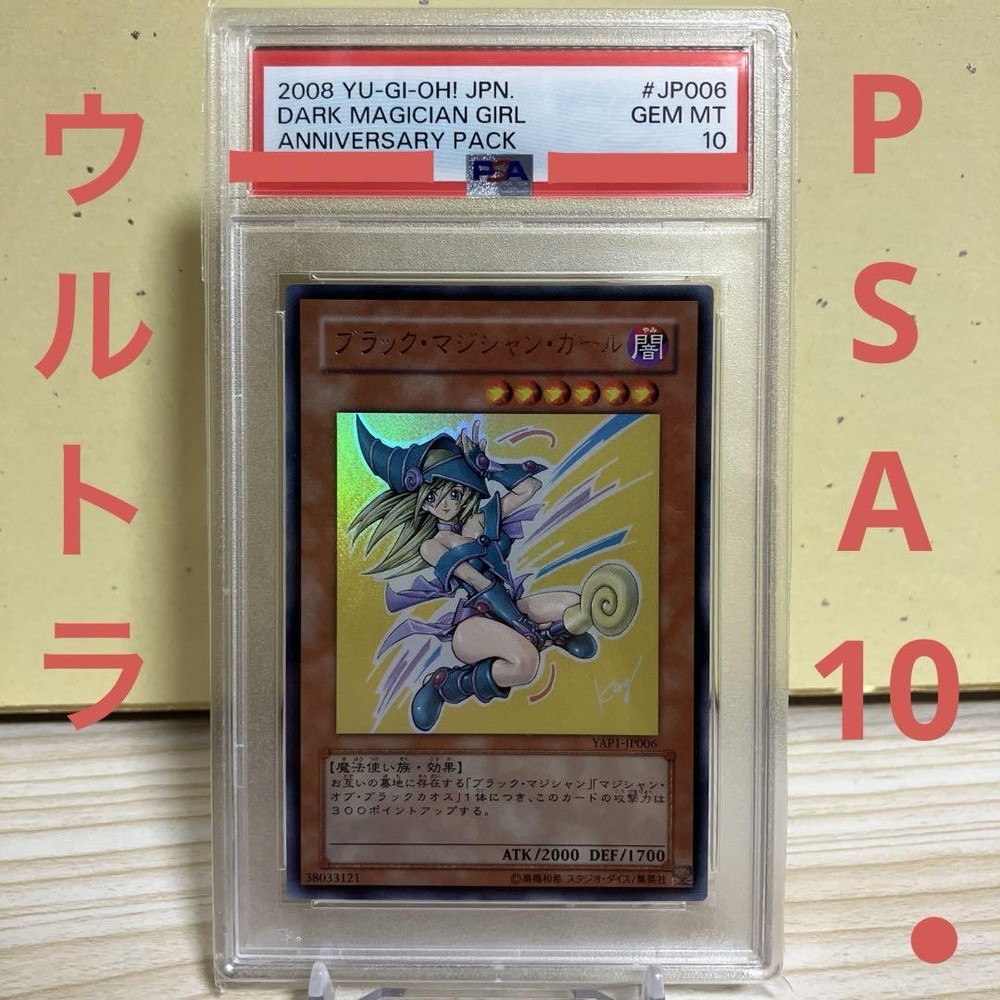 ウルトラ
PSA10.
2008 YU-GI-OH! JPN. #JP006
DARK MAGICIAN GIRL GEM MT
ANNIVERSARY PACK 10
PSA
ブラック・マジシャン・ガール
闇
YAP1-JP006
【魔法使い族・効果】
お互いの墓地に存在する「ブラック・マジシャン」「マジシャン・
オブ・ブラックカオス」1体につき、このカードの攻撃力は
300ポイントアップする。
ATK/2000 DEF/1700
38033121 ©高橋和希 スタジオ・ダイス/集英社